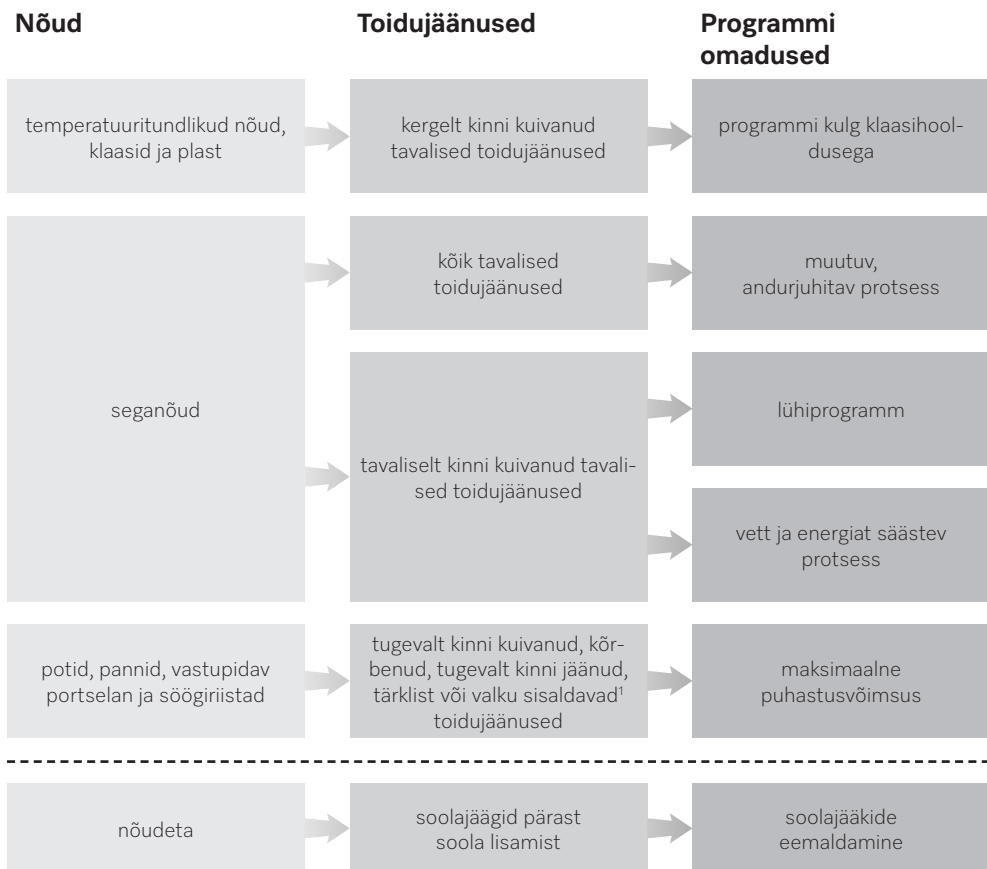 Nõud
Toidujäänused
Programmi
omadused
temperatuuritundlikud nõud,
klaasid ja plast
kergelt kinni kuivanud
tavalised toidujäänused
programmi kulg klaasihool-
dusega
seganõud
kõik tavalised
toidujäänused
muutuv,
andurjuhitav protsess
tavaliselt kinni kuivanud tavali-
sed toidujäänused
lühiprogramm
vett ja energiat säästev
protsess
potid, pannid, vastupidav
portselan ja söögiriistad
tugevalt kinni kuivanud, kõr-
benud, tugevalt kinni jäänud,
tärklist või valku sisaldavad¹
toidujäänused
maksimaalne
puhastusvõimsus
nõudeta
soolajäägid pärast
soola lisamist
soolajääkide
eemaldamine